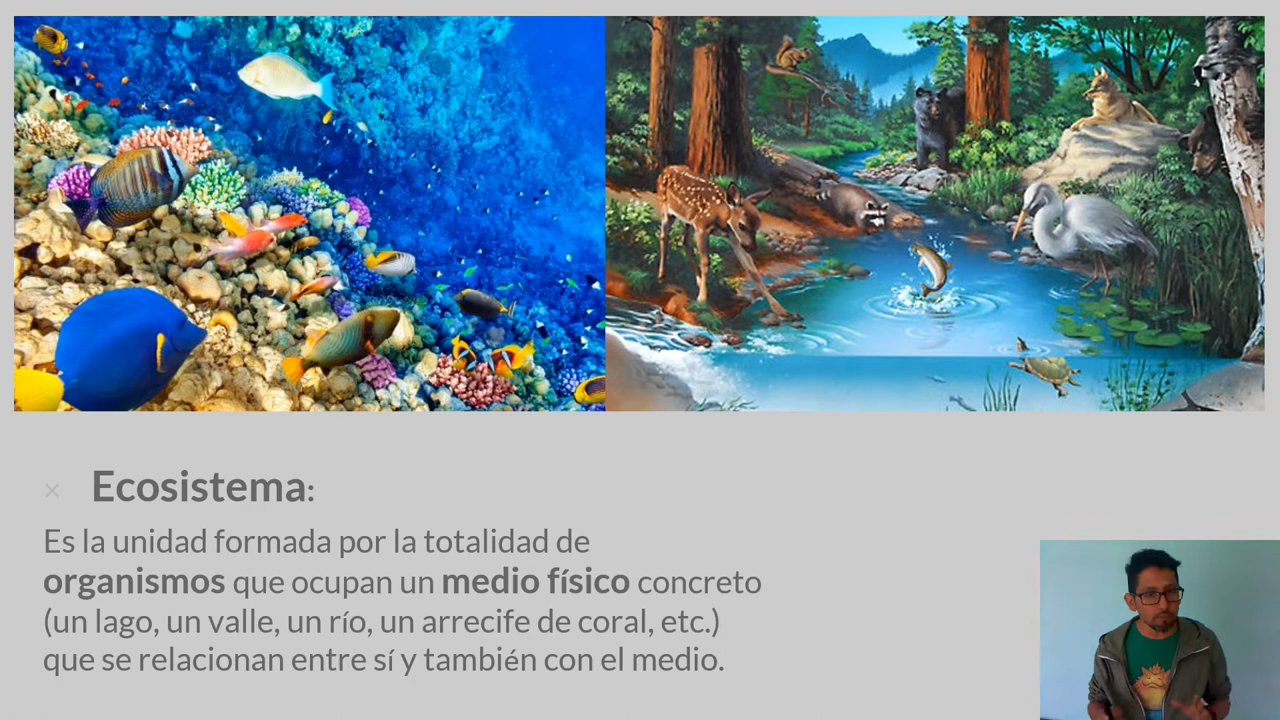 Ecosistema:
Es la unidad formada por la totalidad de
organismos que ocupan un medio físico concreto
(un lago, un valle, un río, un arrecife de coral, etc.)
que se relacionan entre sí y también con el medio.